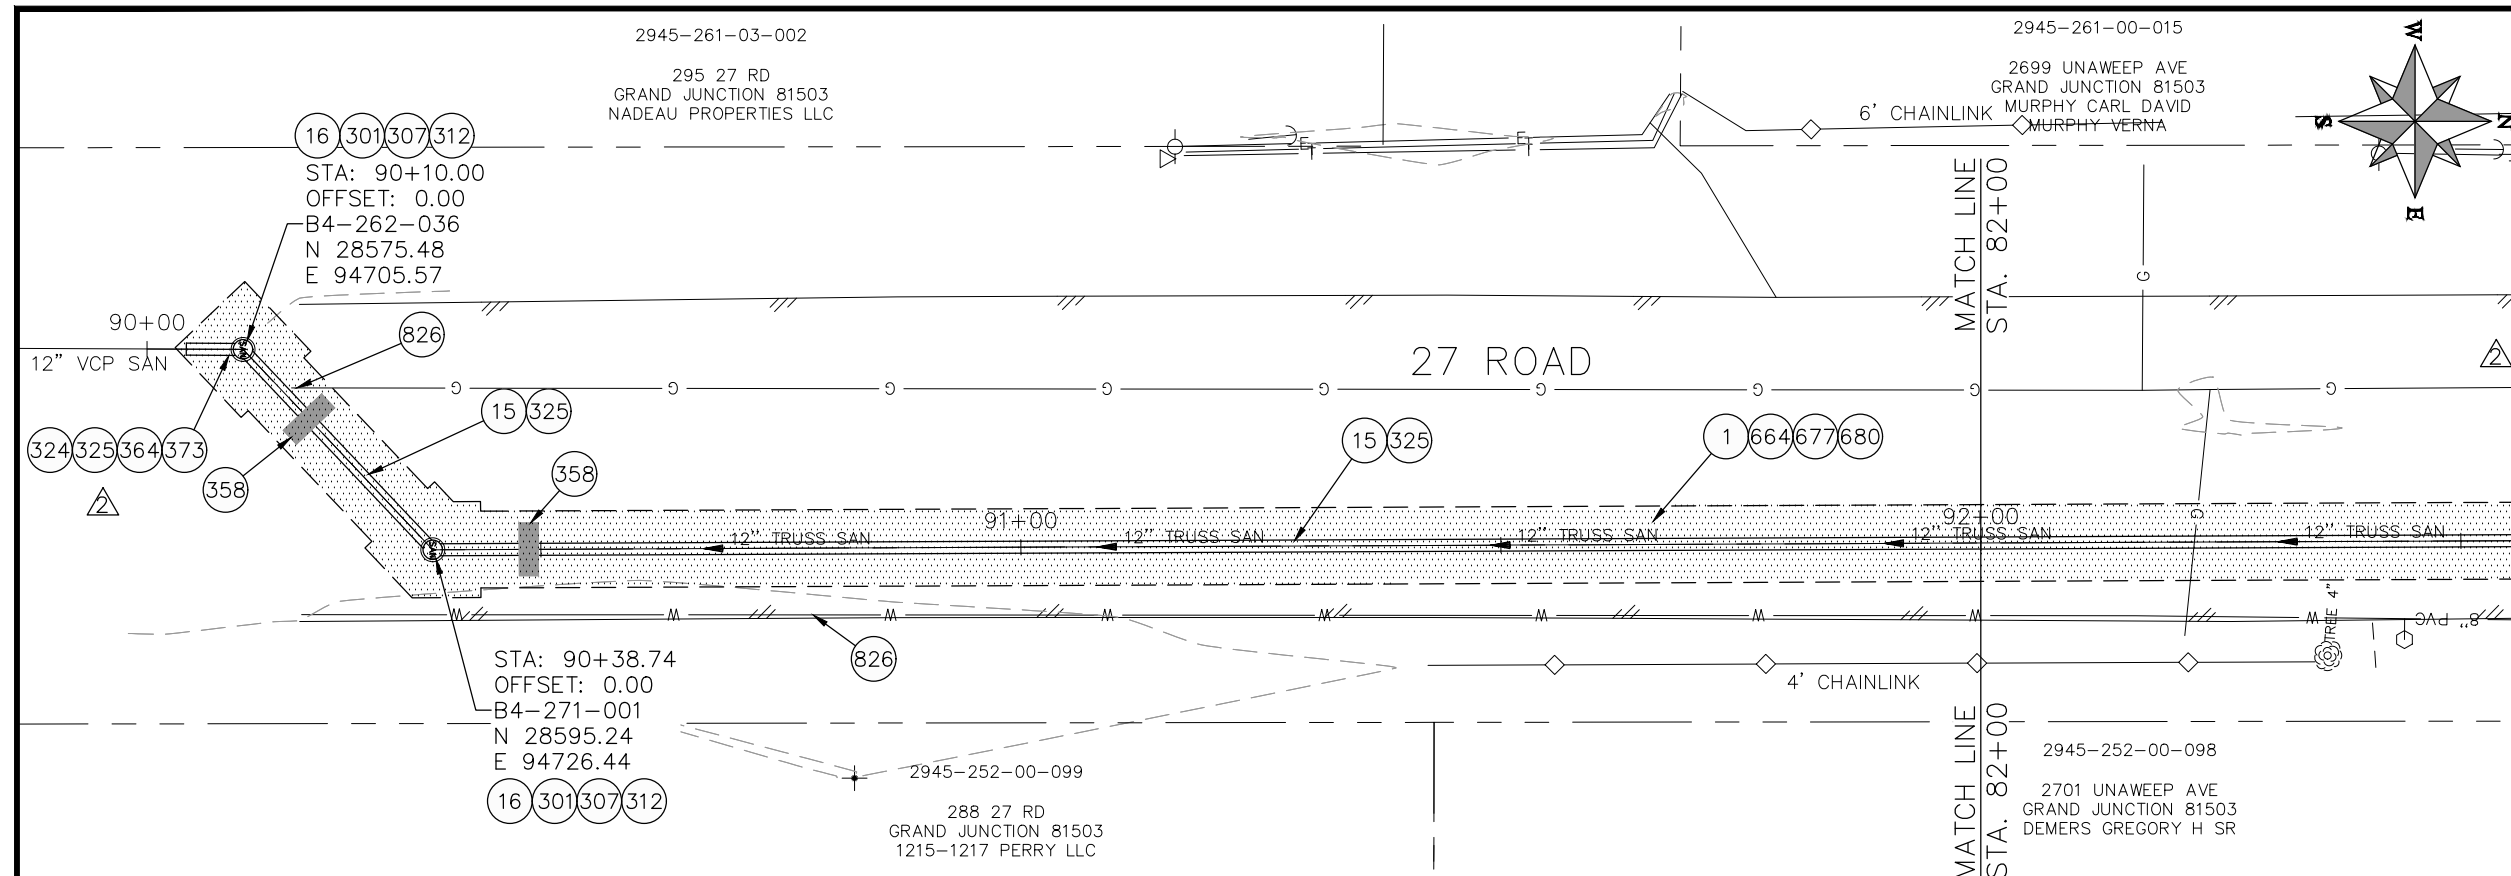 2945-261-03-002
295 27 RD
GRAND JUNCTION 81503
NADEAU PROPERTIES LLC
2945-261-00-015
2699 UNAWEEP AVE
GRAND JUNCTION 81503
MURPHY CARL DAVID
MURPHY VERNA
6' CHAINLINK
W
S
N
E
16 301 307 312
STA: 90+10.00
OFFSET: 0.00
B4-262-036
N 28575.48
E 94705.57
E
E
MATCH LINE
STA. 82+00
G
90+00
12" VCP SAN
SAN
826
27 ROAD
2
G G G G G G G G G
15 325
324 325 364 373
2
358
358
15 325
1 664 677 680
91+00
92+00
12" TRUSS SAN
12" TRUSS SAN
12" TRUSS SAN
12" TRUSS SAN
12" TRUSS SAN
G
SAN
W W W W W W W W W
8" PVC
TREE 4"
826
4' CHAINLINK
STA: 90+38.74
OFFSET: 0.00
B4-271-001
N 28595.24
E 94726.44
16 301 307 312
MATCH LINE
STA. 82+00
2945-252-00-099
288 27 RD
GRAND JUNCTION 81503
1215-1217 PERRY LLC
2945-252-00-098
2701 UNAWEEP AVE
GRAND JUNCTION 81503
DEMERS GREGORY H SR